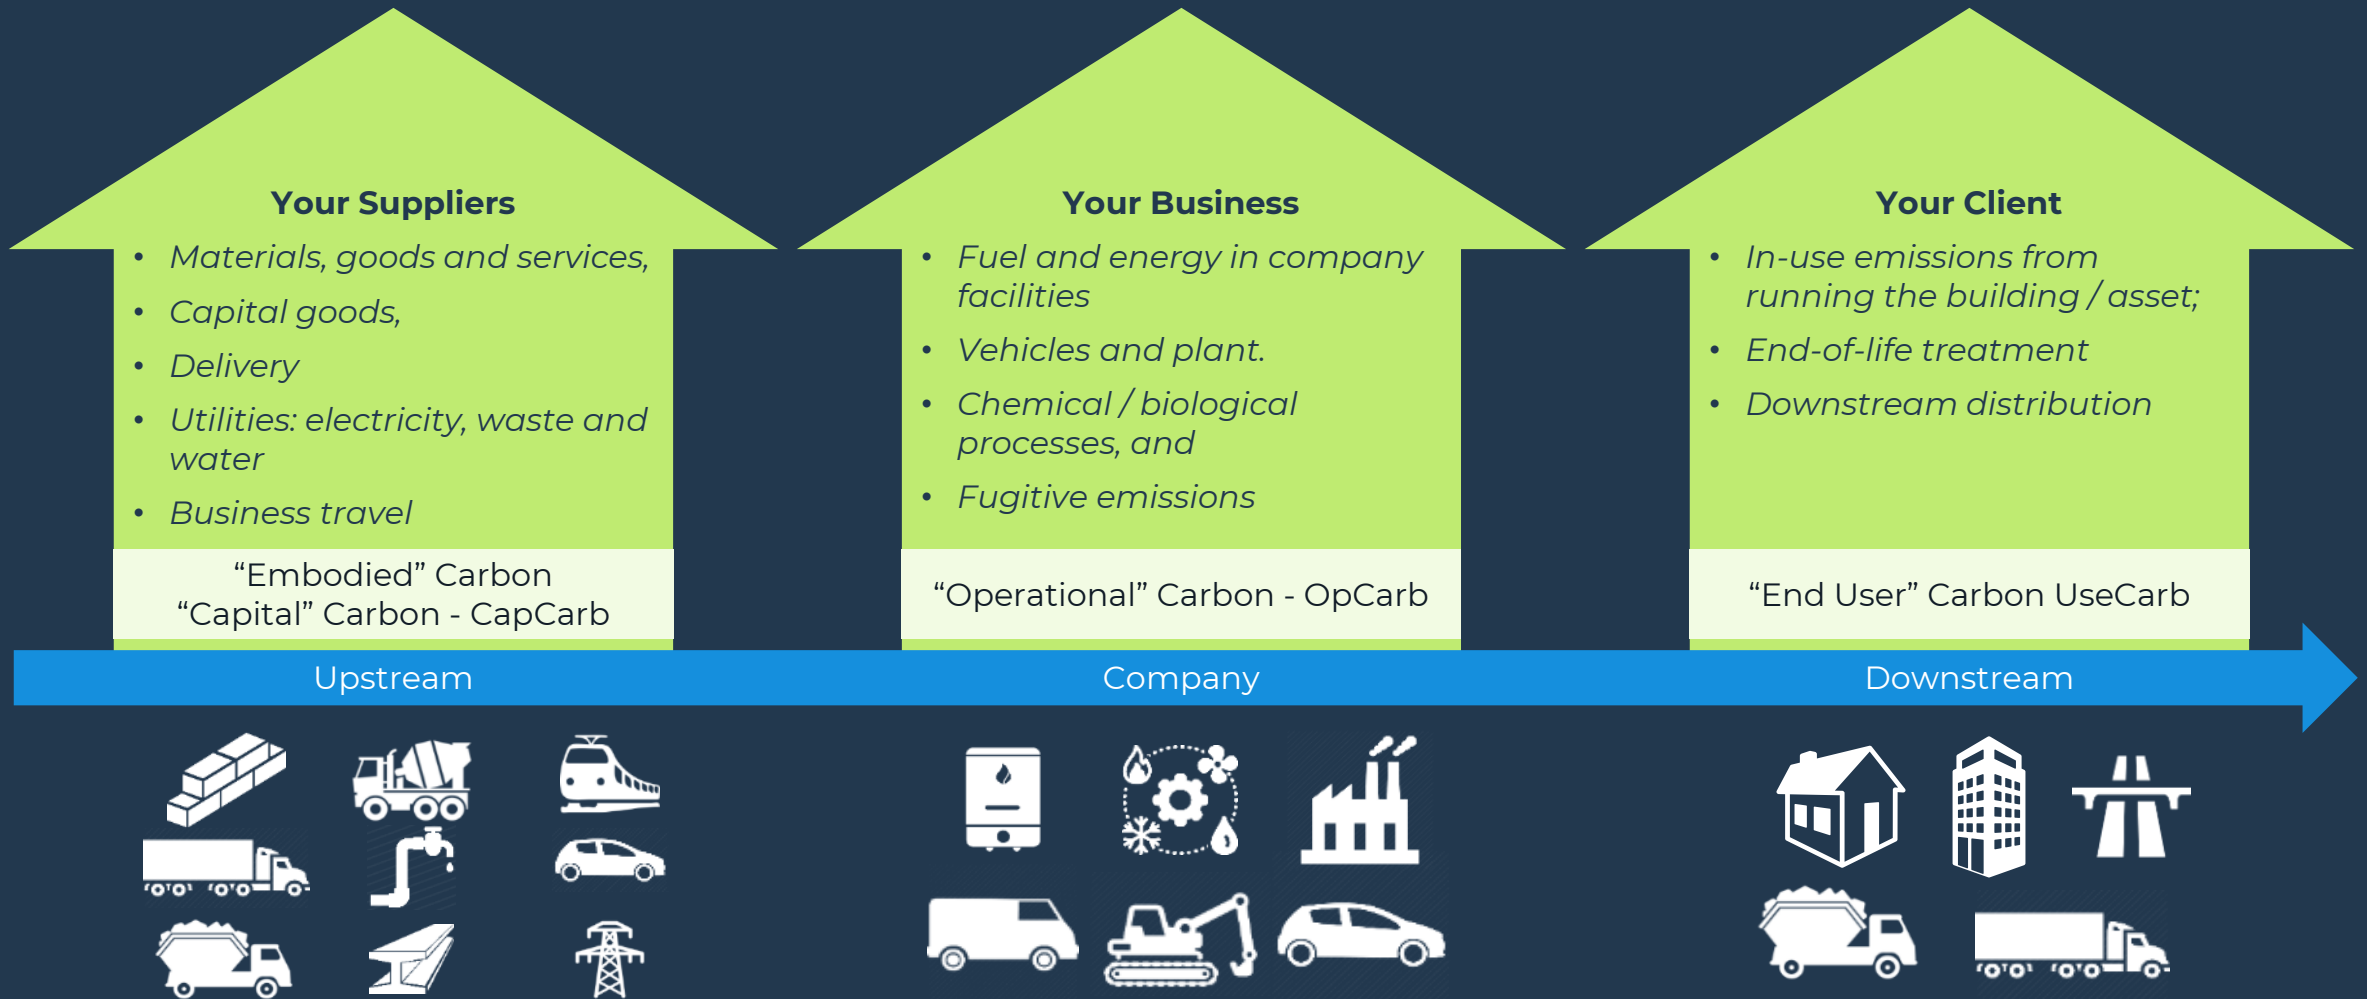 Your Suppliers
• Materials, goods and services,
• Capital goods,
• Delivery
• Utilities: electricity, waste and
water
• Business travel
“Embodied” Carbon
“Capital” Carbon - CapCarb
Your Business
• Fuel and energy in company
facilities
• Vehicles and plant.
• Chemical / biological
processes, and
• Fugitive emissions
“Operational” Carbon - OpCarb
Your Client
• In-use emissions from
running the building / asset;
• End-of-life treatment
• Downstream distribution
“End User” Carbon UseCarb
Upstream
Company
Downstream